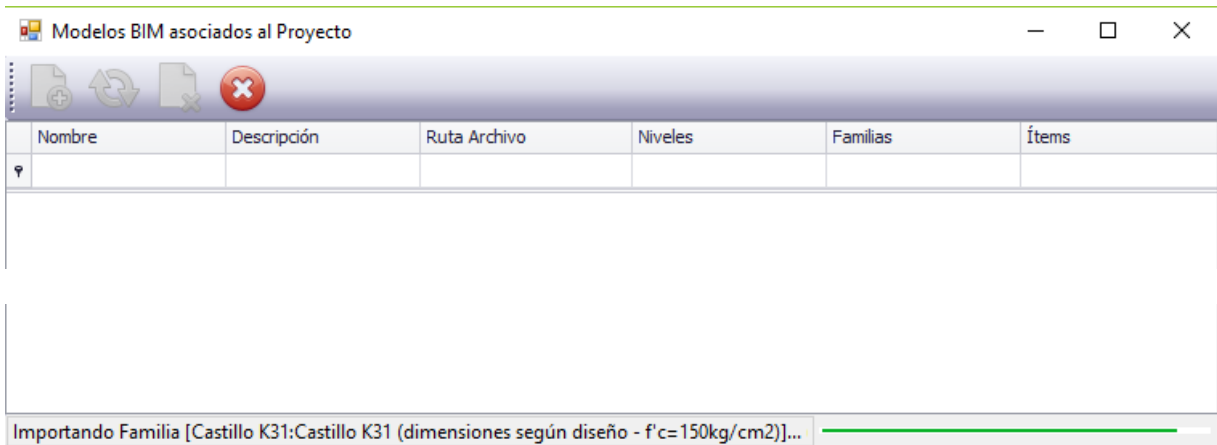 Modelos BIM asociados al Proyecto
Nombre Descripción Ruta Archivo Niveles Familias Ítems
Importando Familia [Castillo K31:Castillo K31 (dimensiones según diseño - f'c=150kg/cm2)]...